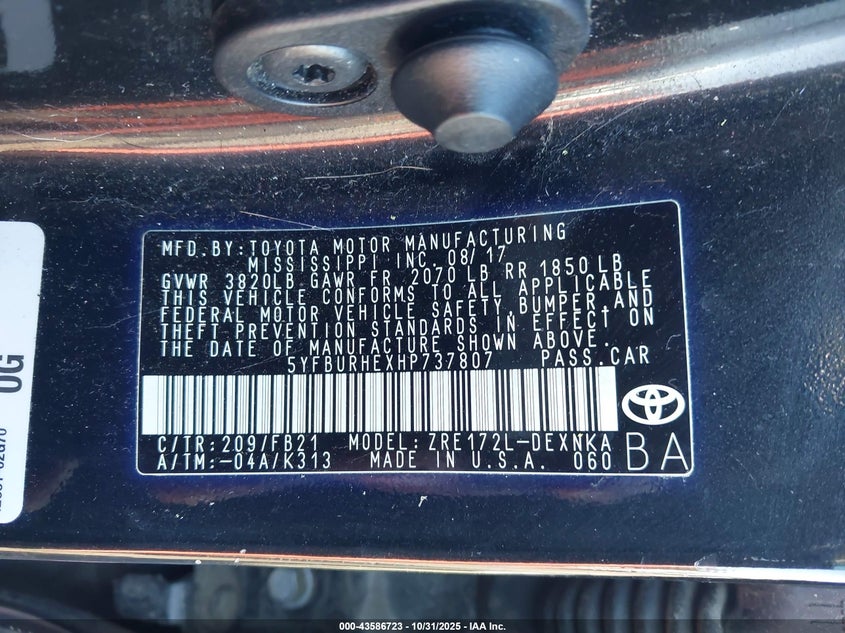 MFD.BY:TOYOTA MOTOR MANUFACTURING
MISSISSIPPI INC. 08/17
GVWR 3820LB GAWR FR 2070 LB RR 1850 LB
THIS VEHICLE CONFORMS TO ALL APPLICABLE
FEDERAL MOTOR VEHICLE SAFETY,BUMPER,AND
THEFT PREVENTION STANDARDS IN EFFECT ON
THE DATE OF MANUFACTURE SHOWN ABOVE.
5YFBURHEXHP737807 PASS.CAR
C/TR:209/FB21 MODEL: ZRE172L-DEXNKA
A/TM:-04A/K313 MADE IN U.S.A. 060
BA
0G
000-43586723 - 10/31/2025 - IAA Inc.